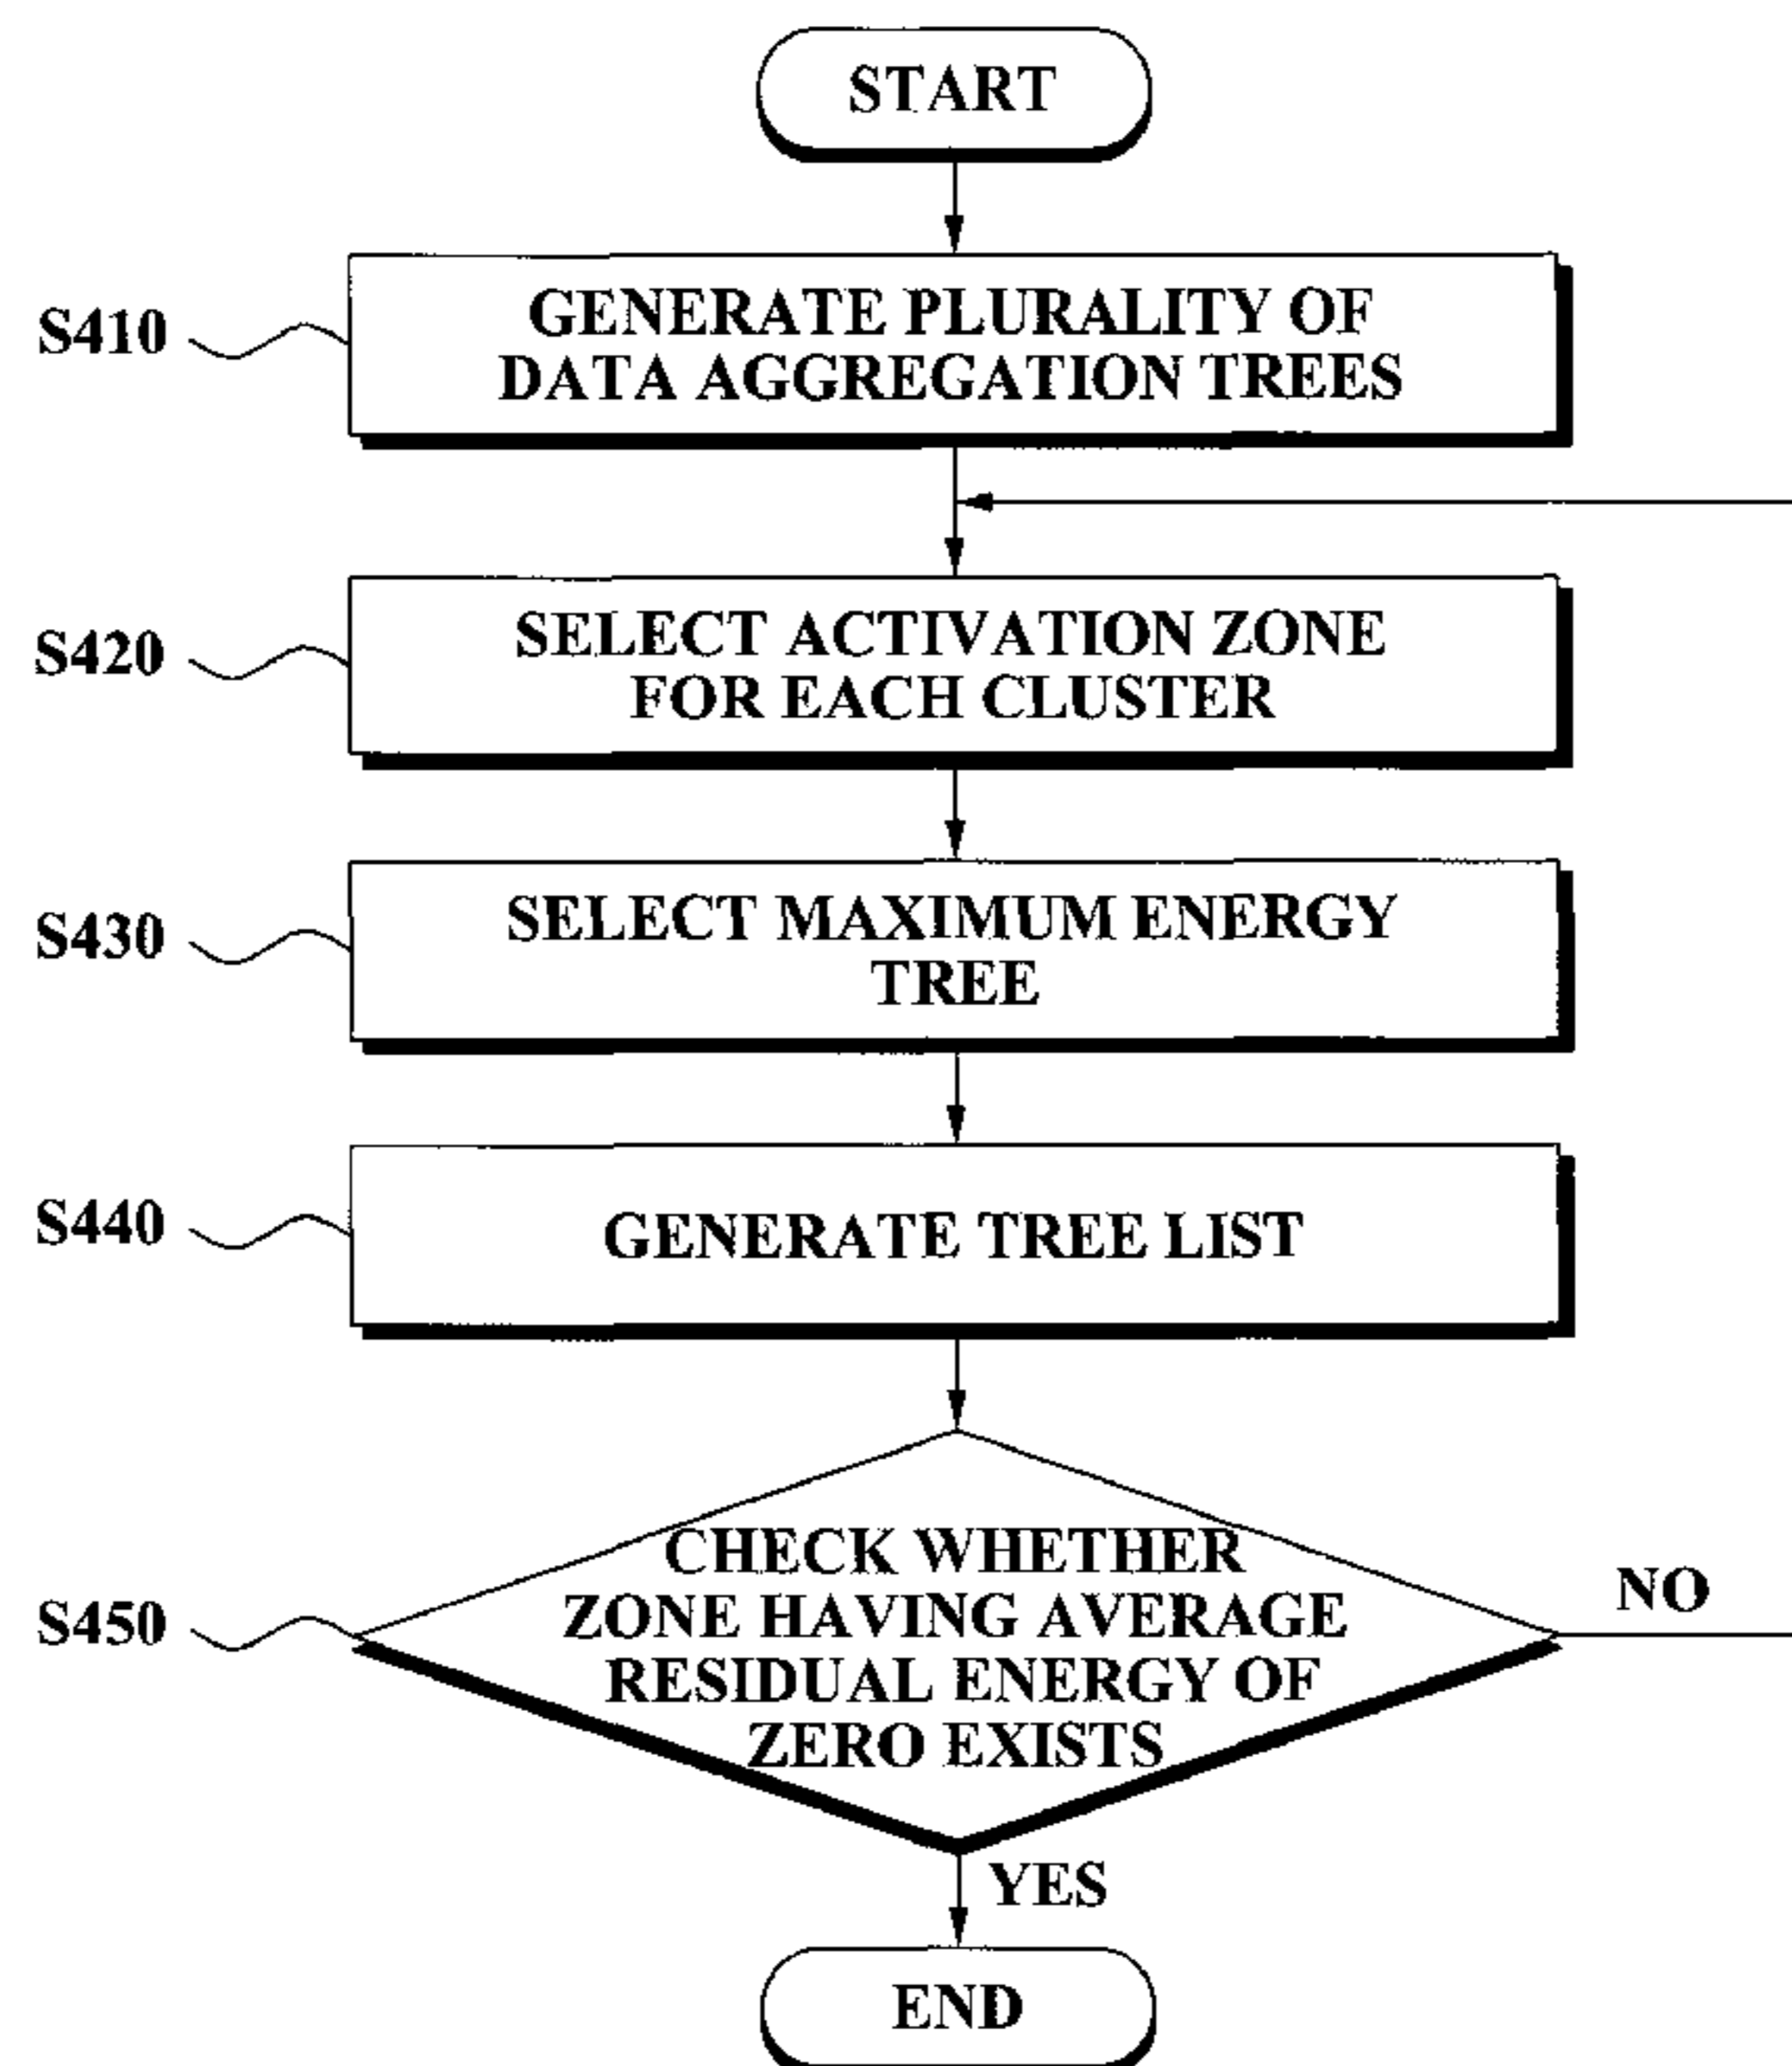 START
S410
GENERATE PLURALITY OF
DATA AGGREGATION TREES
S420
SELECT ACTIVATION ZONE
FOR EACH CLUSTER
S430
SELECT MAXIMUM ENERGY
TREE
S440
GENERATE TREE LIST
S450
CHECK WHETHER
ZONE HAVING AVERAGE
RESIDUAL ENERGY OF
ZERO EXISTS
NO
YES
END